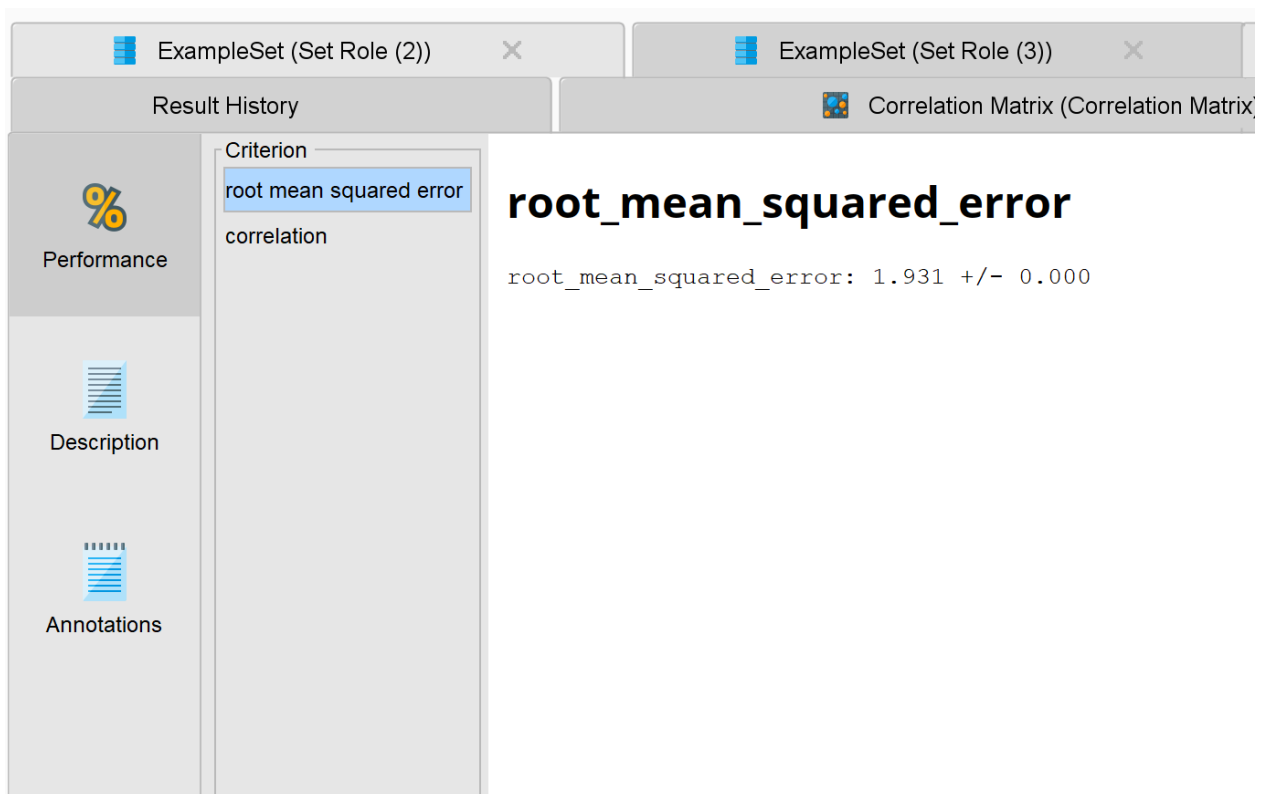 ExampleSet (Set Role (2))
ExampleSet (Set Role (3))
Result History
Correlation Matrix (Correlation Matrix)
Performance
Description
Annotations
Criterion
root mean squared error
correlation
root_mean_squared_error
root_mean_squared_error: 1.931 +/- 0.000